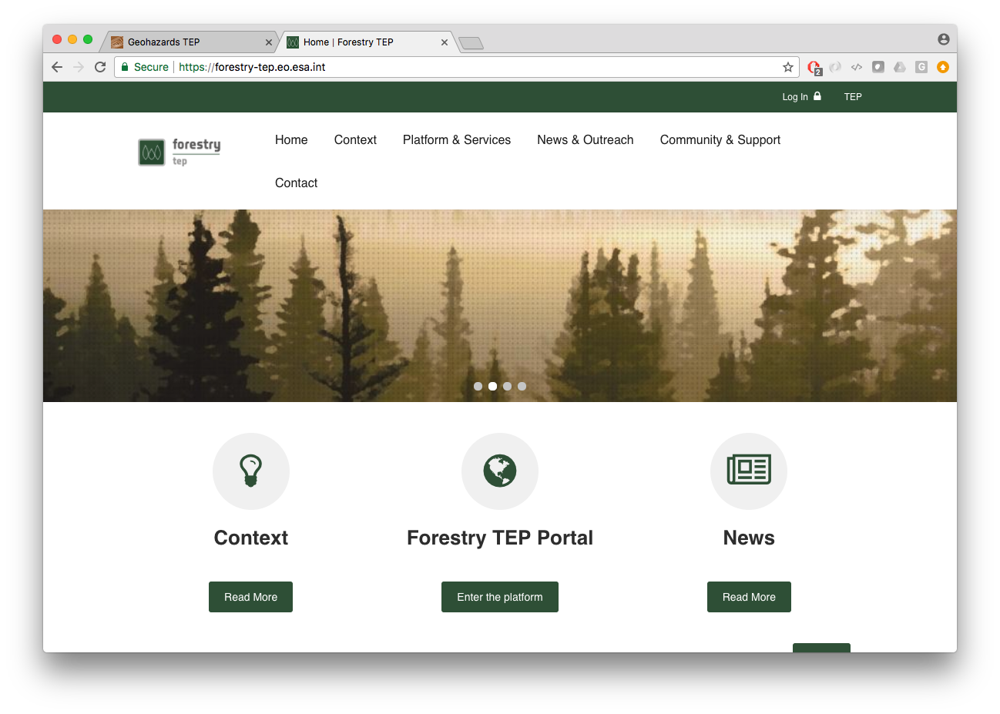 Geohazards TEP
Home | Forestry TEP
Secure https://forestry-tep.eo.esa.int
2
G
Log In TEP
forestry
tep
Home Context Platform & Services News & Outreach Community & Support
Contact
Context Forestry TEP Portal News
Read More Enter the platform Read More